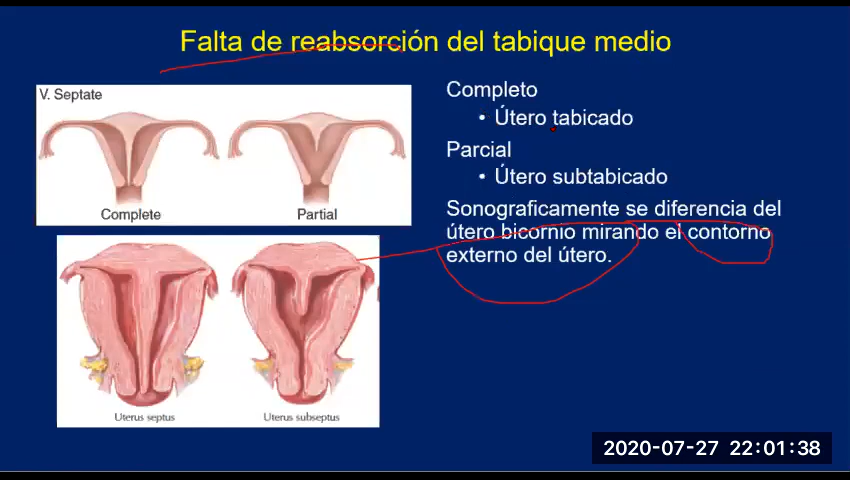 Falta de reabsorción del tabique medio
V. Septate
Complete
Partial
Uterus septus
Uterus subseptus
Completo
• Útero tabicado
Parcial
• Útero subtabicado
Sonograficamente se diferencia del
útero bicornio mirando el contorno
externo del útero.
2020-07-27 22:01:38